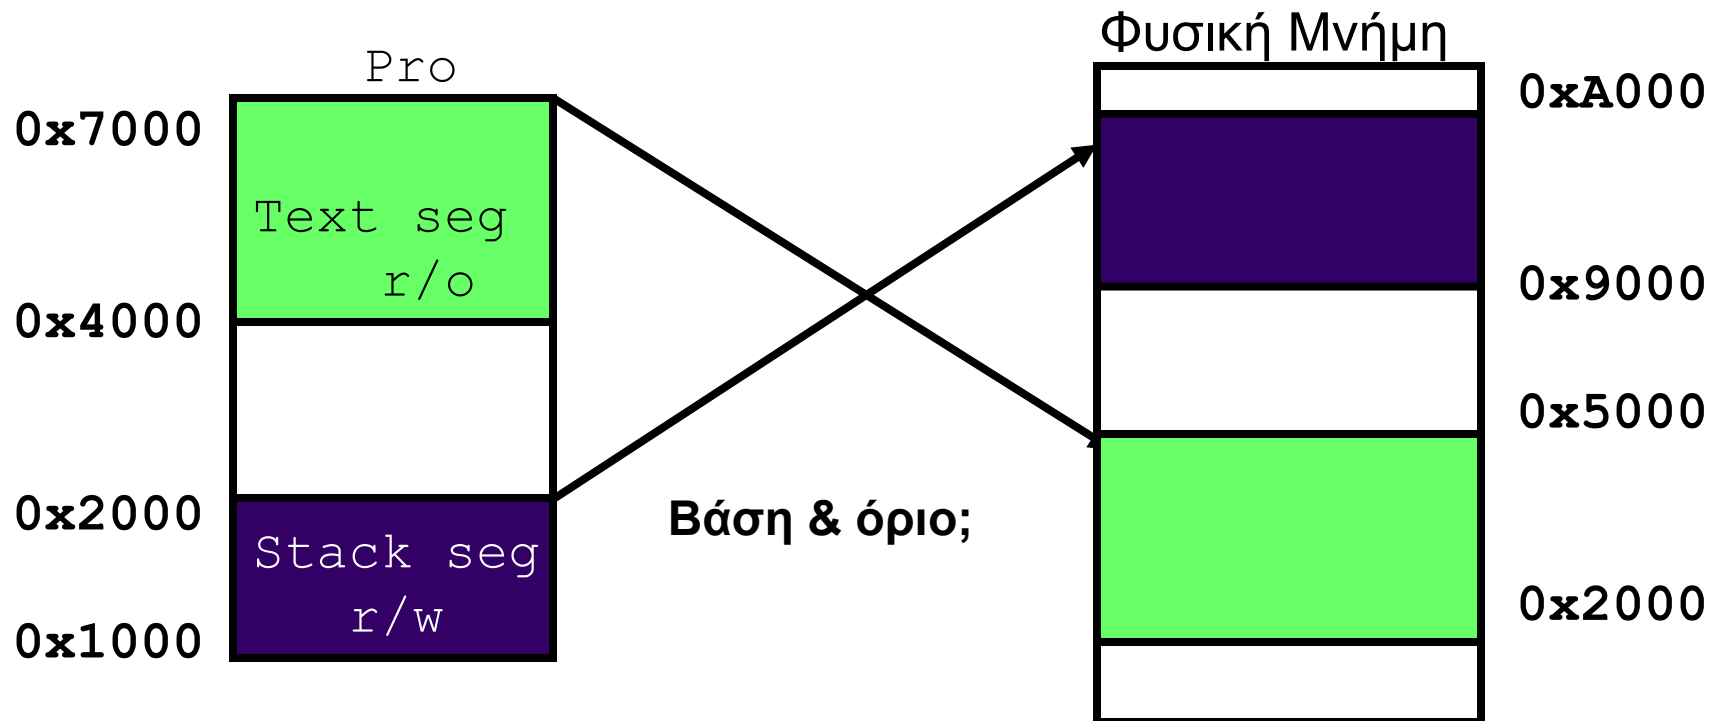 Pro
0x7000
Text seg
r/o
0x4000
0x2000
Stack seg
r/w
0x1000
Βάση & όριο;
Φυσική Μνήμη
0xA000
0x9000
0x5000
0x2000